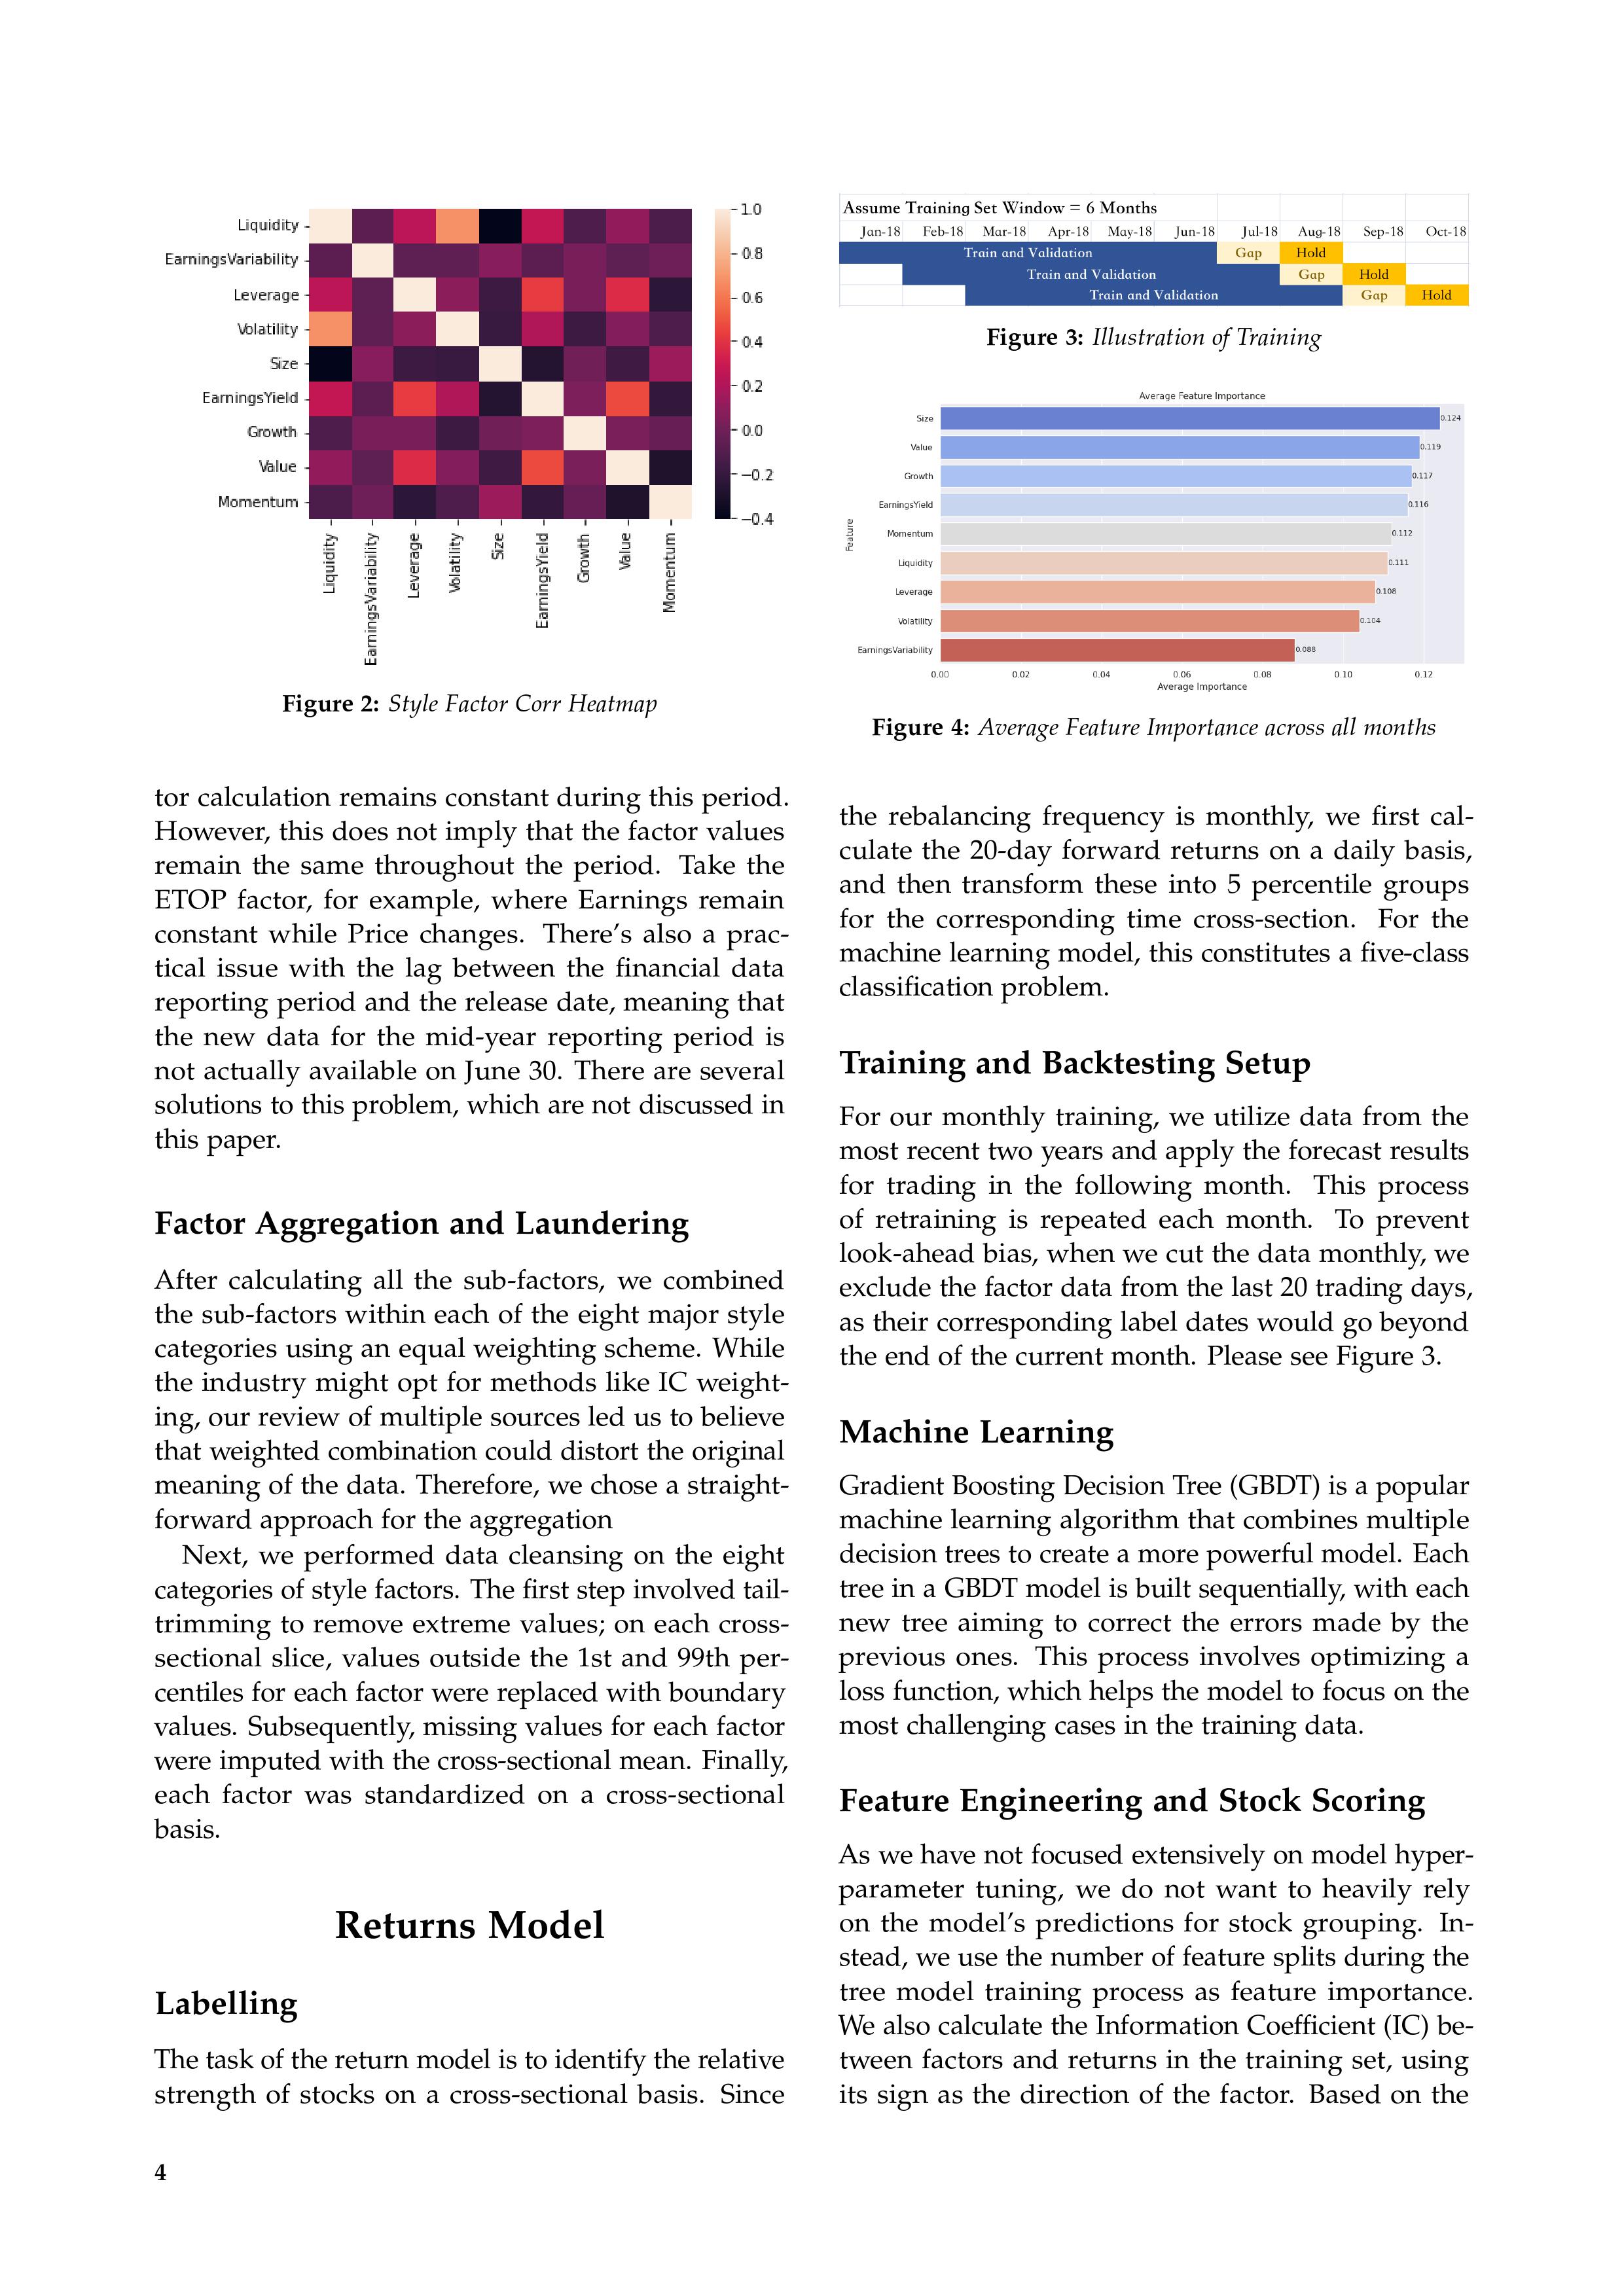 Liquidity
EarningsVariability
Leverage
Volatility
Size
EarningsYield
Growth
Value
Momentum
1.0
0.8
0.6
0.4
0.2
0.0
−0.2
−0.4
Liquidity
EarningsVariability
Leverage
Volatility
Size
EarningsYield
Growth
Value
Momentum
Figure 2: Style Factor Corr Heatmap
tor calculation remains constant during this period.
However, this does not imply that the factor values
remain the same throughout the period. Take the
ETOP factor, for example, where Earnings remain
constant while Price changes. There's also a prac-
tical issue with the lag between the financial data
reporting period and the release date, meaning that
the new data for the mid-year reporting period is
not actually available on June 30. There are several
solutions to this problem, which are not discussed in
this paper.
Factor Aggregation and Laundering
After calculating all the sub-factors, we combined
the sub-factors within each of the eight major style
categories using an equal weighting scheme. While
the industry might opt for methods like IC weight-
ing, our review of multiple sources led us to believe
that weighted combination could distort the original
meaning of the data. Therefore, we chose a straight-
forward approach for the aggregation
Next, we performed data cleansing on the eight
categories of style factors. The first step involved tail-
trimming to remove extreme values; on each cross-
sectional slice, values outside the 1st and 99th per-
centiles for each factor were replaced with boundary
values. Subsequently, missing values for each factor
were imputed with the cross-sectional mean. Finally,
each factor was standardized on a cross-sectional
basis.
Returns Model
Labelling
The task of the return model is to identify the relative
strength of stocks on a cross-sectional basis. Since
Assume Training Set Window = 6 Months
Jan-18 Feb-18 Mar-18 Apr-18 May-18 Jun-18 Jul-18 Aug-18 Sep-18 Oct-18
Train and Validation Gap Hold
Train and Validation Gap Hold
Train and Validation Gap Hold
Figure 3: Illustration of Training
Average Feature Importance
Feature
Size 0.124
Value 0.119
Growth 0.117
EarningsYield 0.116
Momentum 0.112
Liquidity 0.111
Leverage 0.108
Volatility 0.104
EarningsVariability 0.088
0.00 0.02 0.04 0.06 0.08 0.10 0.12
Average Importance
Figure 4: Average Feature Importance across all months
the rebalancing frequency is monthly, we first cal-
culate the 20-day forward returns on a daily basis,
and then transform these into 5 percentile groups
for the corresponding time cross-section. For the
machine learning model, this constitutes a five-class
classification problem.
Training and Backtesting Setup
For our monthly training, we utilize data from the
most recent two years and apply the forecast results
for trading in the following month. This process
of retraining is repeated each month. To prevent
look-ahead bias, when we cut the data monthly, we
exclude the factor data from the last 20 trading days,
as their corresponding label dates would go beyond
the end of the current month. Please see Figure 3.
Machine Learning
Gradient Boosting Decision Tree (GBDT) is a popular
machine learning algorithm that combines multiple
decision trees to create a more powerful model. Each
tree in a GBDT model is built sequentially, with each
new tree aiming to correct the errors made by the
previous ones. This process involves optimizing a
loss function, which helps the model to focus on the
most challenging cases in the training data.
Feature Engineering and Stock Scoring
As we have not focused extensively on model hyper-
parameter tuning, we do not want to heavily rely
on the model's predictions for stock grouping. In-
stead, we use the number of feature splits during the
tree model training process as feature importance.
We also calculate the Information Coefficient (IC) be-
tween factors and returns in the training set, using
its sign as the direction of the factor. Based on the
4